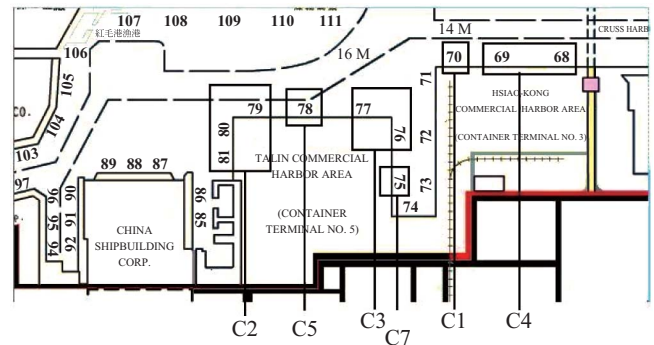 107 108 109 110 111
紅毛港漁港
106
16 M
14 M
CRUSS HARB
105
CO.
104
103
97
70
69 68
71
72
73
HSIAO-KONG
COMMERCIAL HARBOR AREA
(CONTAINER TERMINAL NO. 3)
79
78
77
80
81
76
75
74
TALIN COMMERCIAL
HARBOR AREA
(CONTAINER
TERMINAL NO. 5)
89 88 87
96
95
94
90
91
92
86
85
CHINA
SHIPBUILDING
CORP.
C2
C5
C3
C7
C1
C4